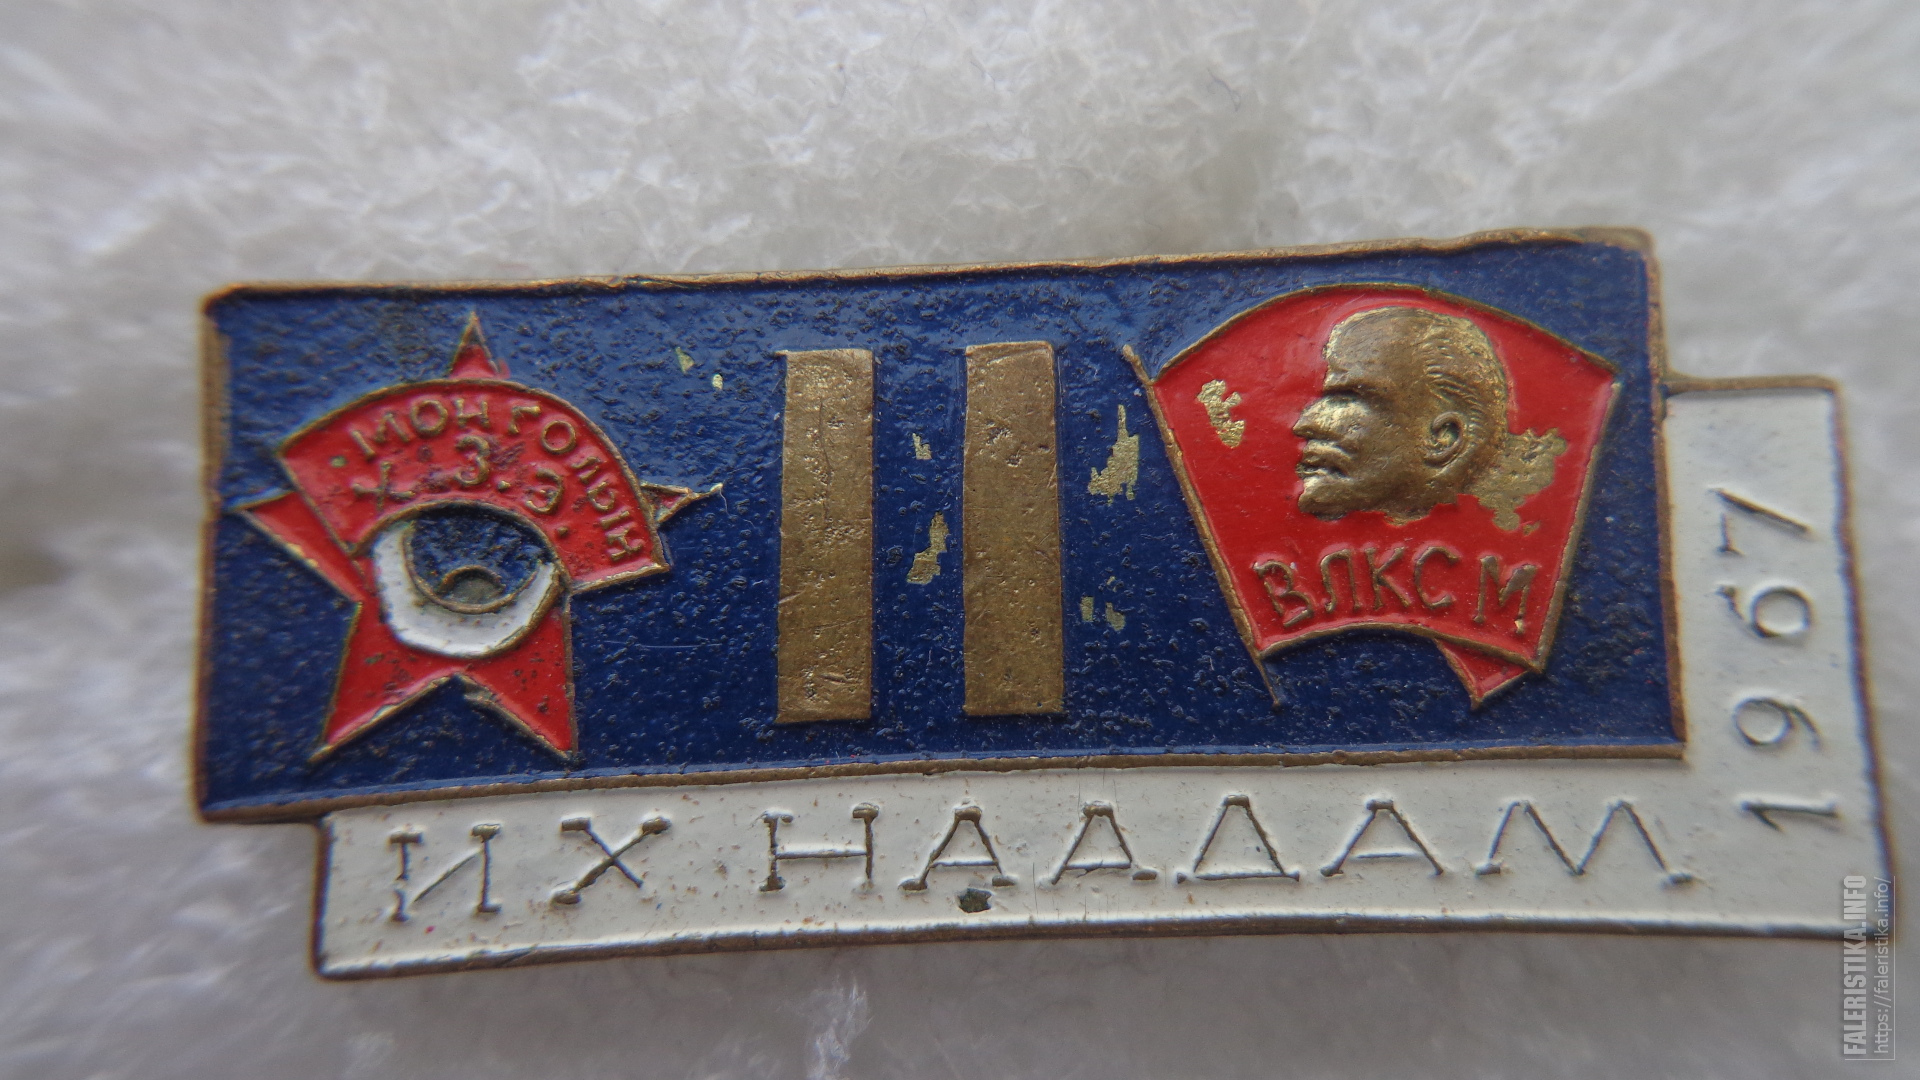 МОНГОЛЫН
Х.З.Э.
II
ВЛКСМ
ИХ НААДАМ
1967
FALERISTIKA.INFO
https://faleristika.info/